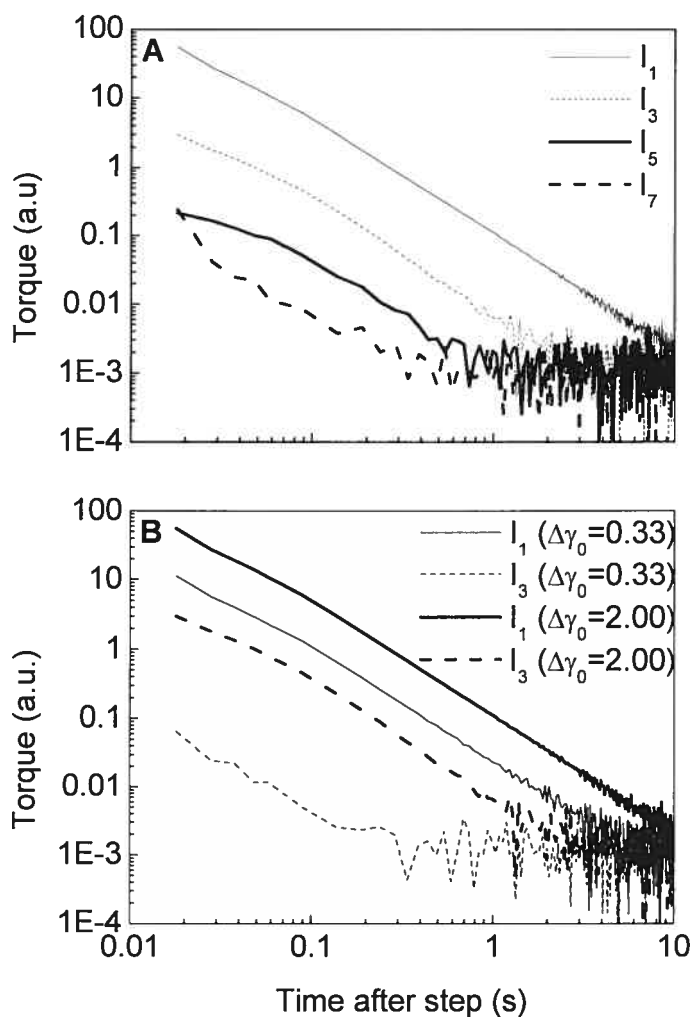 100
A
I₁
10
I₃
1
I₅
I₇
0.1
0.01
1E-3
1E-4
Torque (a.u)
100
B
I₁ (Δγ₀=0.33)
10
I₃ (Δγ₀=0.33)
I₁ (Δγ₀=2.00)
1
I₃ (Δγ₀=2.00)
0.1
0.01
1E-3
1E-4
Torque (a.u.)
0.01 0.1 1 10
Time after step (s)